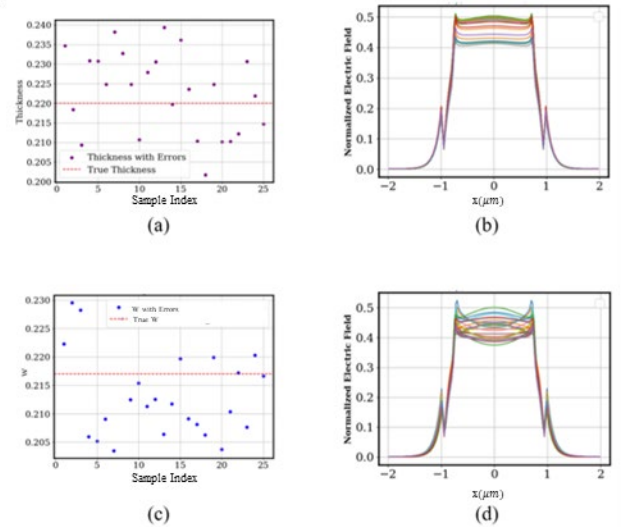 0.240
0.235
0.230
0.225
0.220
0.215
0.210
0.205
0.200
Thickness
Thickness with Errors
True Thickness
0 5 10 15 20 25
Sample Index
(a)
0.5
0.4
0.3
0.2
0.1
0.0
Normalized Electric Field
−2 −1 0 1 2
x(μm)
(b)
0.230
0.225
0.220
0.215
0.210
0.205
W
W with Errors
True W
0 5 10 15 20 25
Sample Index
(c)
0.5
0.4
0.3
0.2
0.1
0.0
Normalized Electric Field
−2 −1 0 1 2
x(μm)
(d)